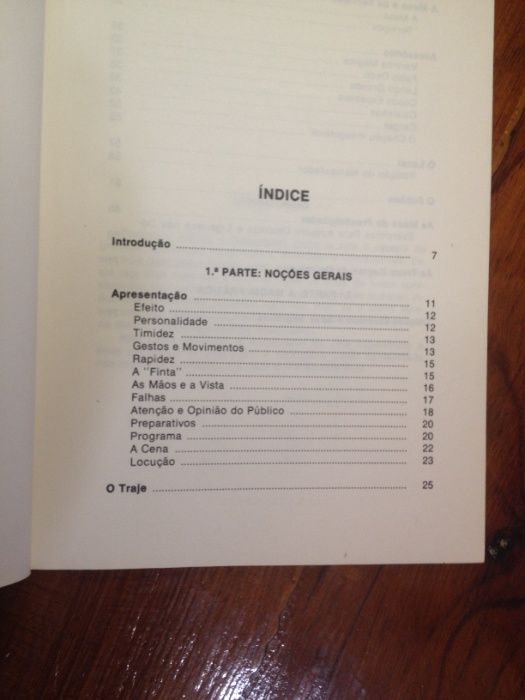 ÍNDICE
Introdução ........ 7
1.ª PARTE: NOÇÕES GERAIS
Apresentação ........ 11
Efeito ........ 12
Personalidade ........ 12
Timidez ........ 13
Gestos e Movimentos ........ 13
Rapidez ........ 15
A "Finta" ........ 15
As Mãos e a Vista ........ 16
Falhas ........ 17
Atenção e Opinião do Público ........ 18
Preparativos ........ 20
Programa ........ 20
A Cena ........ 22
Locução ........ 23
O Traje ........ 25